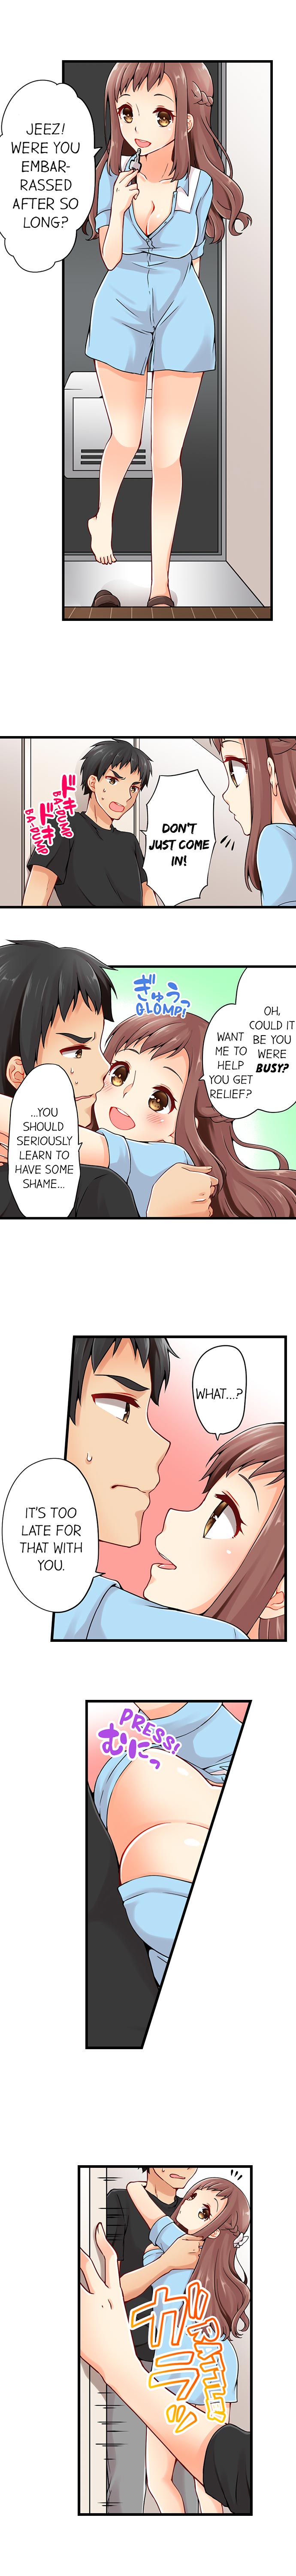 JEEZ!
WERE YOU
EMBAR-
RASSED
AFTER SO
LONG?
DON'T
JUST COME
IN!
ドキ
BA-DUMP
ドキ
BA-DUMP
OH,
COULD IT
BE YOU
WERE
BUSY?
WANT
ME TO
HELP
YOU GET
RELIEF?
ぎゅうっ
GLOMP!
...YOU
SHOULD
SERIOUSLY
LEARN TO
HAVE SOME
SHAME...
WHAT...?
IT'S TOO
LATE FOR
THAT WITH
YOU.
PRESS!
むにっ
ガラッ
RATTLE